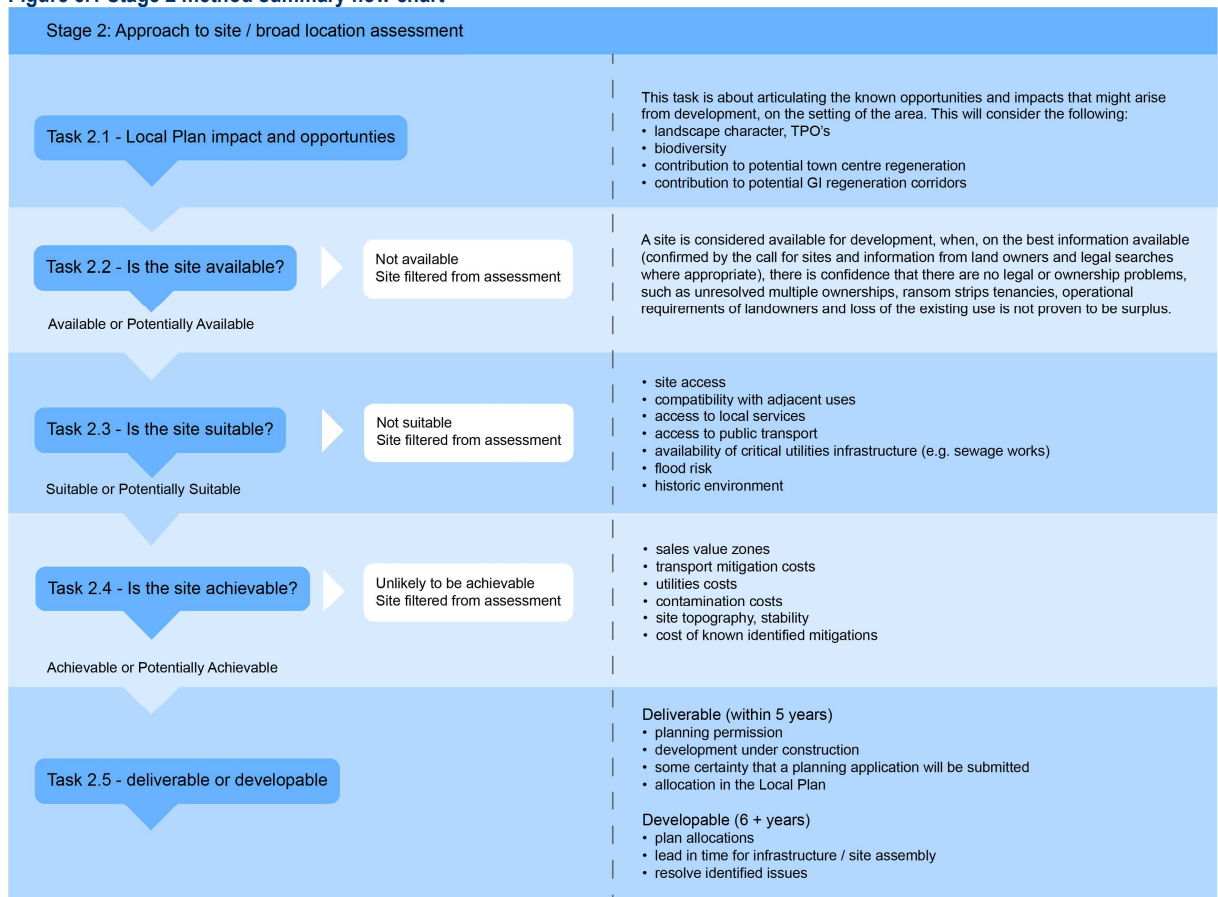 Figure 3: Stage 2 method summary flow chart
Stage 2: Approach to site / broad location assessment
Task 2.1 - Local Plan impact and opportunties
This task is about articulating the known opportunities and impacts that might arise
from development, on the setting of the area. This will consider the following:
• landscape character, TPO's
• biodiversity
• contribution to potential town centre regeneration
• contribution to potential GI regeneration corridors
Task 2.2 - Is the site available?
Not available
Site filtered from assessment
Available or Potentially Available
A site is considered available for development, when, on the best information available
(confirmed by the call for sites and information from land owners and legal searches
where appropriate), there is confidence that there are no legal or ownership problems,
such as unresolved multiple ownerships, ransom strips tenancies, operational
requirements of landowners and loss of the existing use is not proven to be surplus.
Task 2.3 - Is the site suitable?
Not suitable
Site filtered from assessment
Suitable or Potentially Suitable
• site access
• compatibility with adjacent uses
• access to local services
• access to public transport
• availability of critical utilities infrastructure (e.g. sewage works)
• flood risk
• historic environment
Task 2.4 - Is the site achievable?
Unlikely to be achievable
Site filtered from assessment
Achievable or Potentially Achievable
• sales value zones
• transport mitigation costs
• utilities costs
• contamination costs
• site topography, stability
• cost of known identified mitigations
Task 2.5 - deliverable or developable
Deliverable (within 5 years)
• planning permission
• development under construction
• some certainty that a planning application will be submitted
• allocation in the Local Plan
Developable (6 + years)
• plan allocations
• lead in time for infrastructure / site assembly
• resolve identified issues